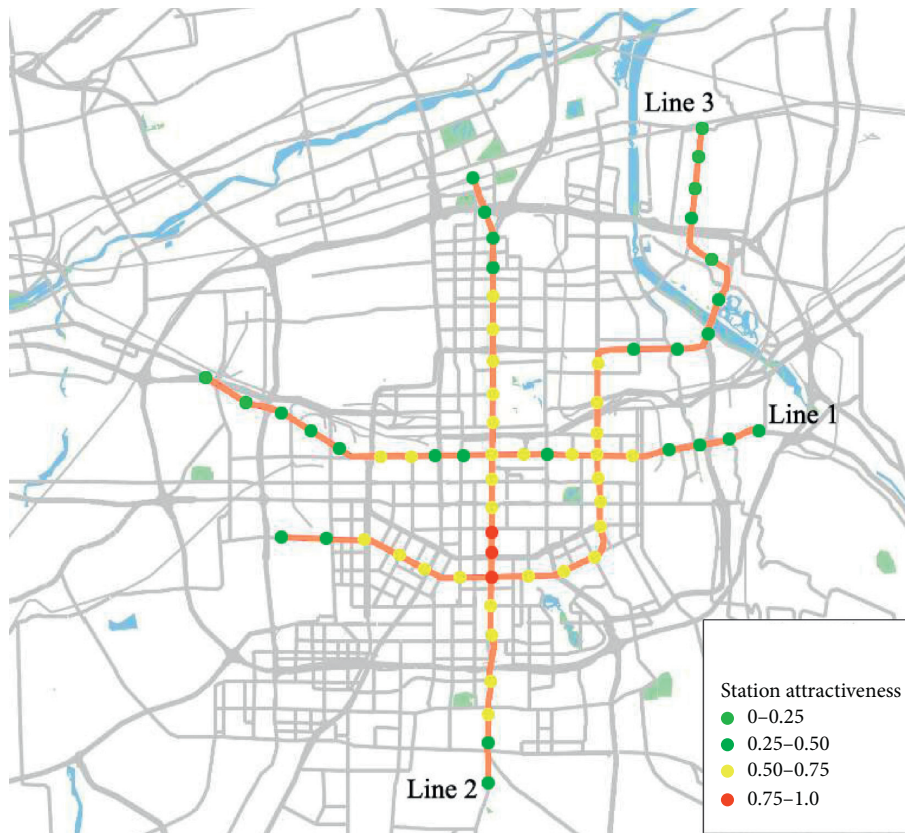 Line 3
Line 1
Line 2
Station attractiveness
0–0.25
0.25–0.50
0.50–0.75
0.75–1.0